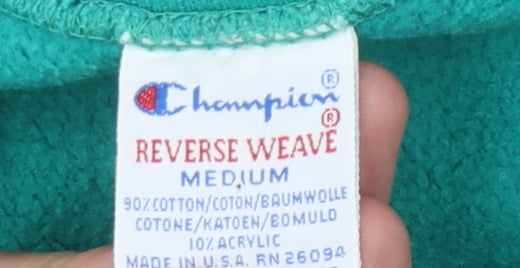 Champion®
REVERSE WEAVE®
MEDIUM
90% COTTON/COTON/BAUMWOLLE
COTONE/KATOEN/BOMULD
10% ACRYLIC
MADE IN U.S.A. RN 26094